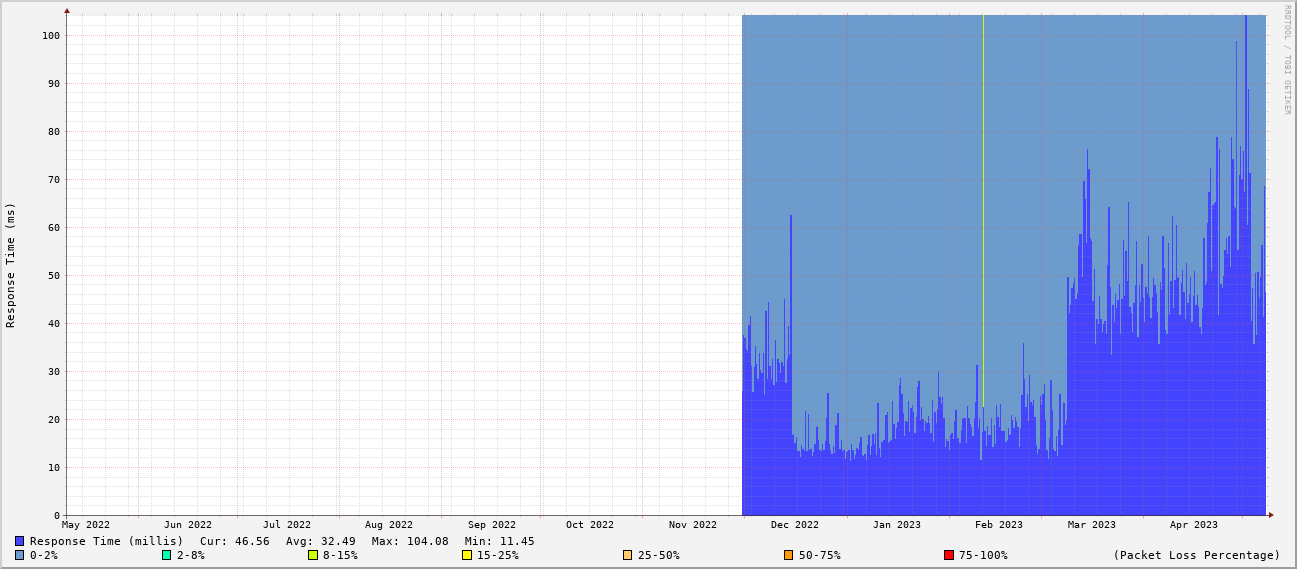 RRDTOOL / TOBI OETIKER
Response Time (ms)
100
90
80
70
60
50
40
30
20
10
0
May 2022 Jun 2022 Jul 2022 Aug 2022 Sep 2022 Oct 2022 Nov 2022 Dec 2022 Jan 2023 Feb 2023 Mar 2023 Apr 2023
Response Time (millis) Cur: 46.56 Avg: 32.49 Max: 104.08 Min: 11.45
0-2% 2-8% 8-15% 15-25% 25-50% 50-75% 75-100% (Packet Loss Percentage)